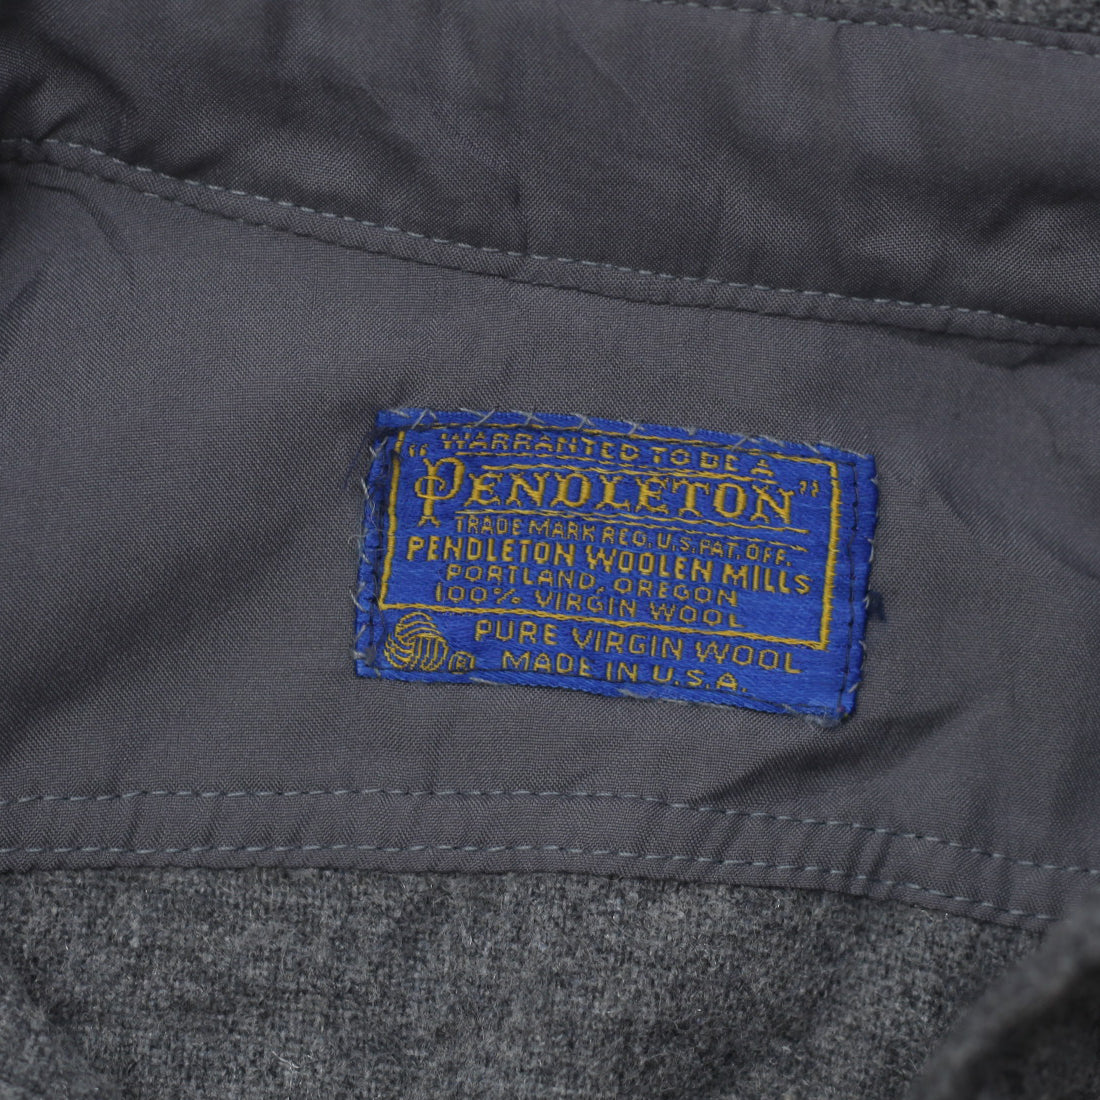 WARRANTED TO BE A
"PENDLETON"
TRADE MARK REG. U.S. PAT. OFF.
PENDLETON WOOLEN MILLS
PORTLAND, OREGON
100% VIRGIN WOOL
PURE VIRGIN WOOL
® MADE IN U.S.A.